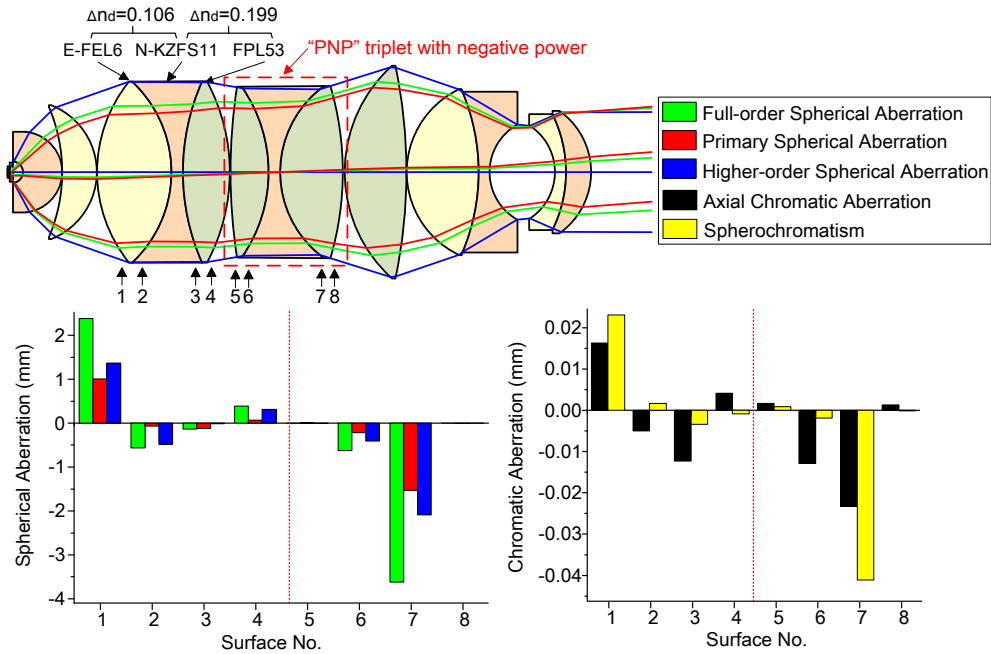 Δnd=0.106 Δnd=0.199
E-FEL6 N-KZFS11 FPL53
“PNP” triplet with negative power
1 2 3 4 5 6 7 8
Full-order Spherical Aberration
Primary Spherical Aberration
Higher-order Spherical Aberration
Axial Chromatic Aberration
Spherochromatism
Spherical Aberration (mm)
2
1
0
-1
-2
-3
-4
1 2 3 4 5 6 7 8
Surface No.
Chromatic Aberration (mm)
0.02
0.01
0.00
-0.01
-0.02
-0.03
-0.04
1 2 3 4 5 6 7 8
Surface No.